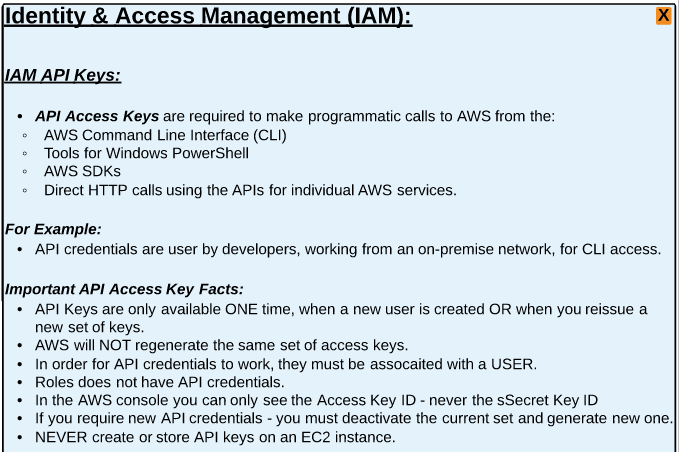 Identity & Access Management (IAM):
X
IAM API Keys:
• API Access Keys are required to make programmatic calls to AWS from the:
◦ AWS Command Line Interface (CLI)
◦ Tools for Windows PowerShell
◦ AWS SDKs
◦ Direct HTTP calls using the APIs for individual AWS services.
For Example:
• API credentials are user by developers, working from an on-premise network, for CLI access.
Important API Access Key Facts:
• API Keys are only available ONE time, when a new user is created OR when you reissue a
new set of keys.
• AWS will NOT regenerate the same set of access keys.
• In order for API credentials to work, they must be assocaited with a USER.
• Roles does not have API credentials.
• In the AWS console you can only see the Access Key ID - never the sSecret Key ID
• If you require new API credentials - you must deactivate the current set and generate new one.
• NEVER create or store API keys on an EC2 instance.